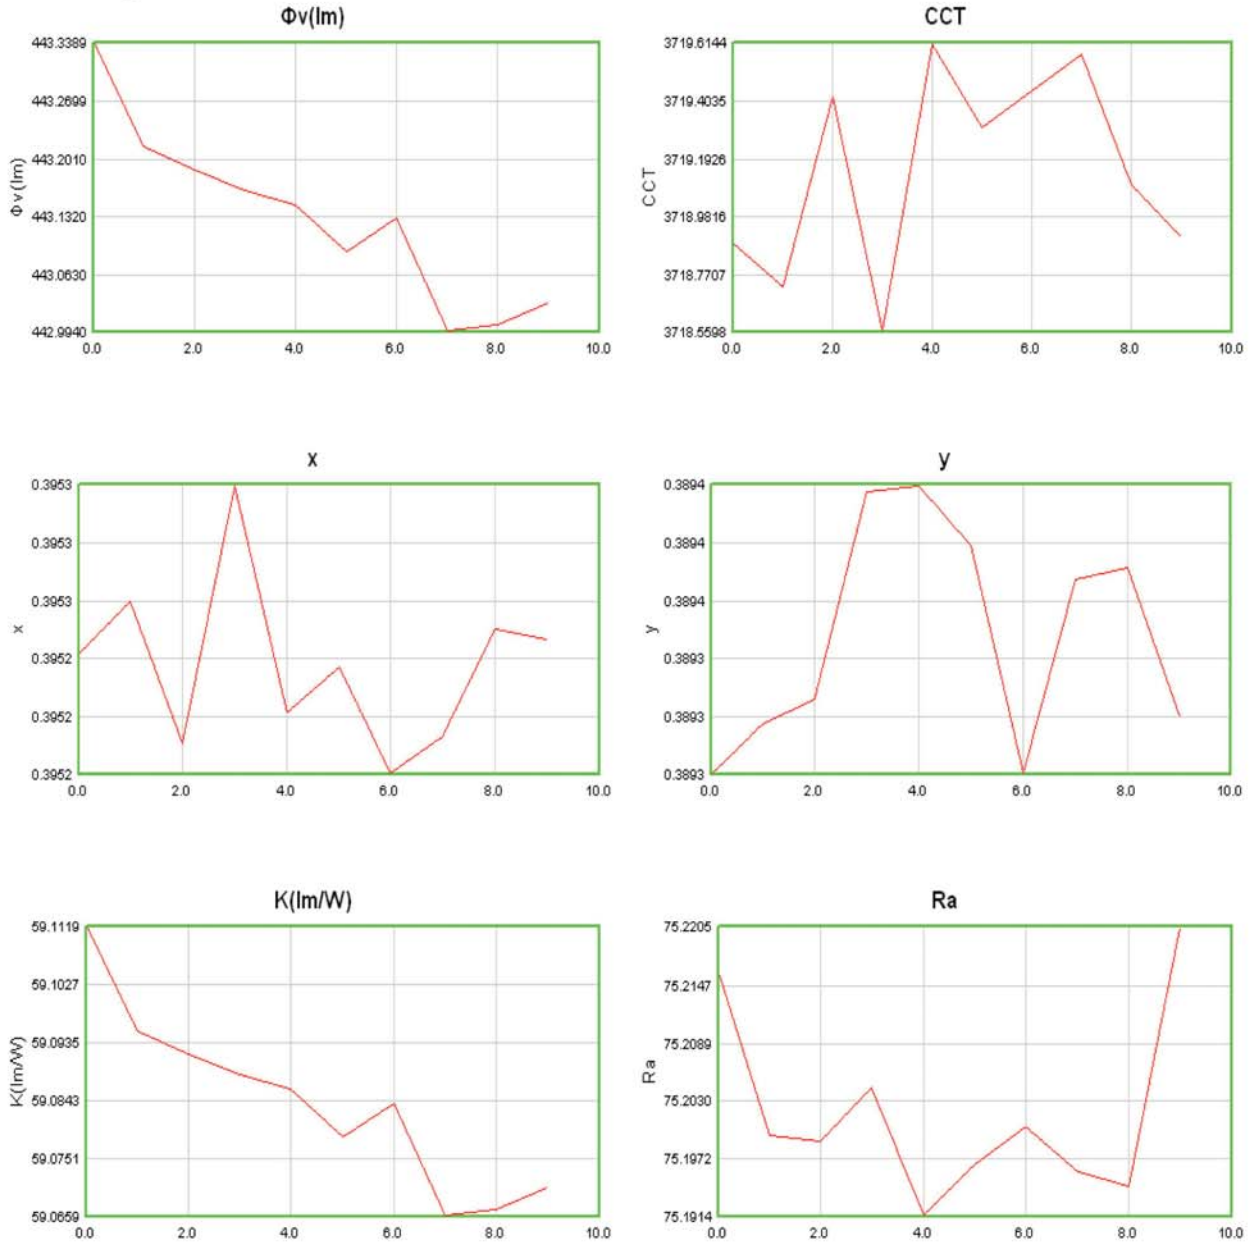 Φv(lm)
443.3389
443.2699
443.2010
443.1320
443.0630
442.9940
Φv(lm)
0.0 2.0 4.0 6.0 8.0 10.0
CCT
3719.6144
3719.4035
3719.1926
3718.9816
3718.7707
3718.5598
CCT
0.0 2.0 4.0 6.0 8.0 10.0
x
0.3953
0.3953
0.3953
0.3952
0.3952
0.3952
x
0.0 2.0 4.0 6.0 8.0 10.0
y
0.3894
0.3894
0.3894
0.3893
0.3893
0.3893
y
0.0 2.0 4.0 6.0 8.0 10.0
K(lm/W)
59.1119
59.1027
59.0935
59.0843
59.0751
59.0659
K(lm/W)
0.0 2.0 4.0 6.0 8.0 10.0
Ra
75.2205
75.2147
75.2089
75.2030
75.1972
75.1914
Ra
0.0 2.0 4.0 6.0 8.0 10.0